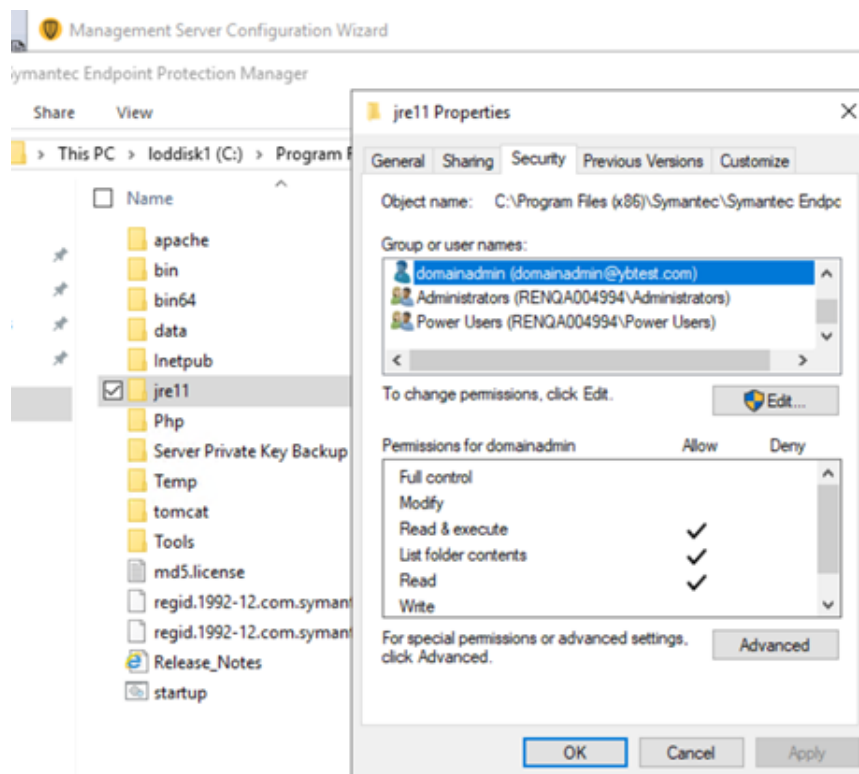 Management Server Configuration Wizard
ymantec Endpoint Protection Manager
Share View
This PC > loddisk1 (C:) > Program F
Name
apache
bin
bin64
data
Inetpub
jre11
Php
Server Private Key Backup
Temp
tomcat
Tools
md5.license
regid.1992-12.com.symant
regid.1992-12.com.symant
Release_Notes
startup
jre11 Properties
General Sharing Security Previous Versions Customize
Object name: C:\Program Files (x86)\Symantec\Symantec Endpc
Group or user names:
domainadmin (domainadmin@ybtest.com)
Administrators (RENQA004994\Administrators)
Power Users (RENQA004994\Power Users)
To change permissions, click Edit.
Edit...
Permissions for domainadmin Allow Deny
Full control
Modify
Read & execute
List folder contents
Read
Write
For special permissions or advanced settings,
click Advanced.
Advanced
OK Cancel Apply